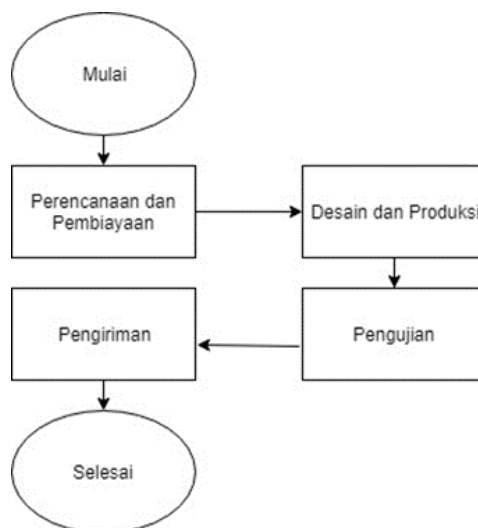 Mulai
Perencanaan dan
Pembiayaan
Desain dan Produksi
Pengujian
Pengiriman
Selesai